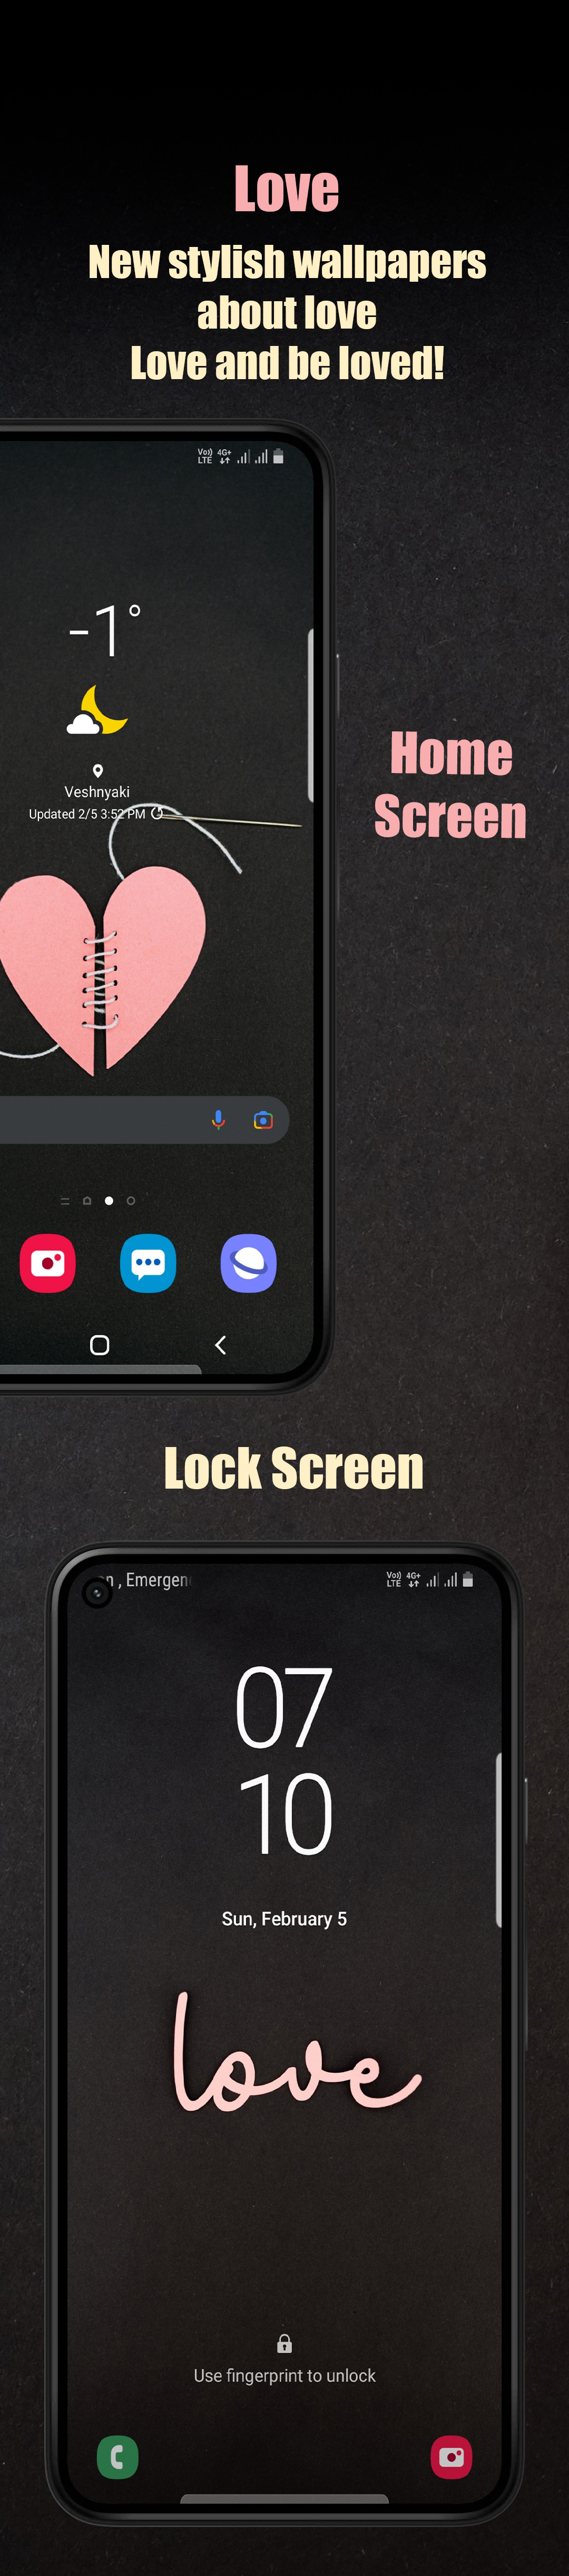 Love
New stylish wallpapers
about love
Love and be loved!
Vo)) 4G+
LTE
-1°
Veshnyaki
Updated 2/5 3:52 PM
Home
Screen
Lock Screen
, Emergen
Vo)) 4G+
LTE
07
10
Sun, February 5
love
Use fingerprint to unlock